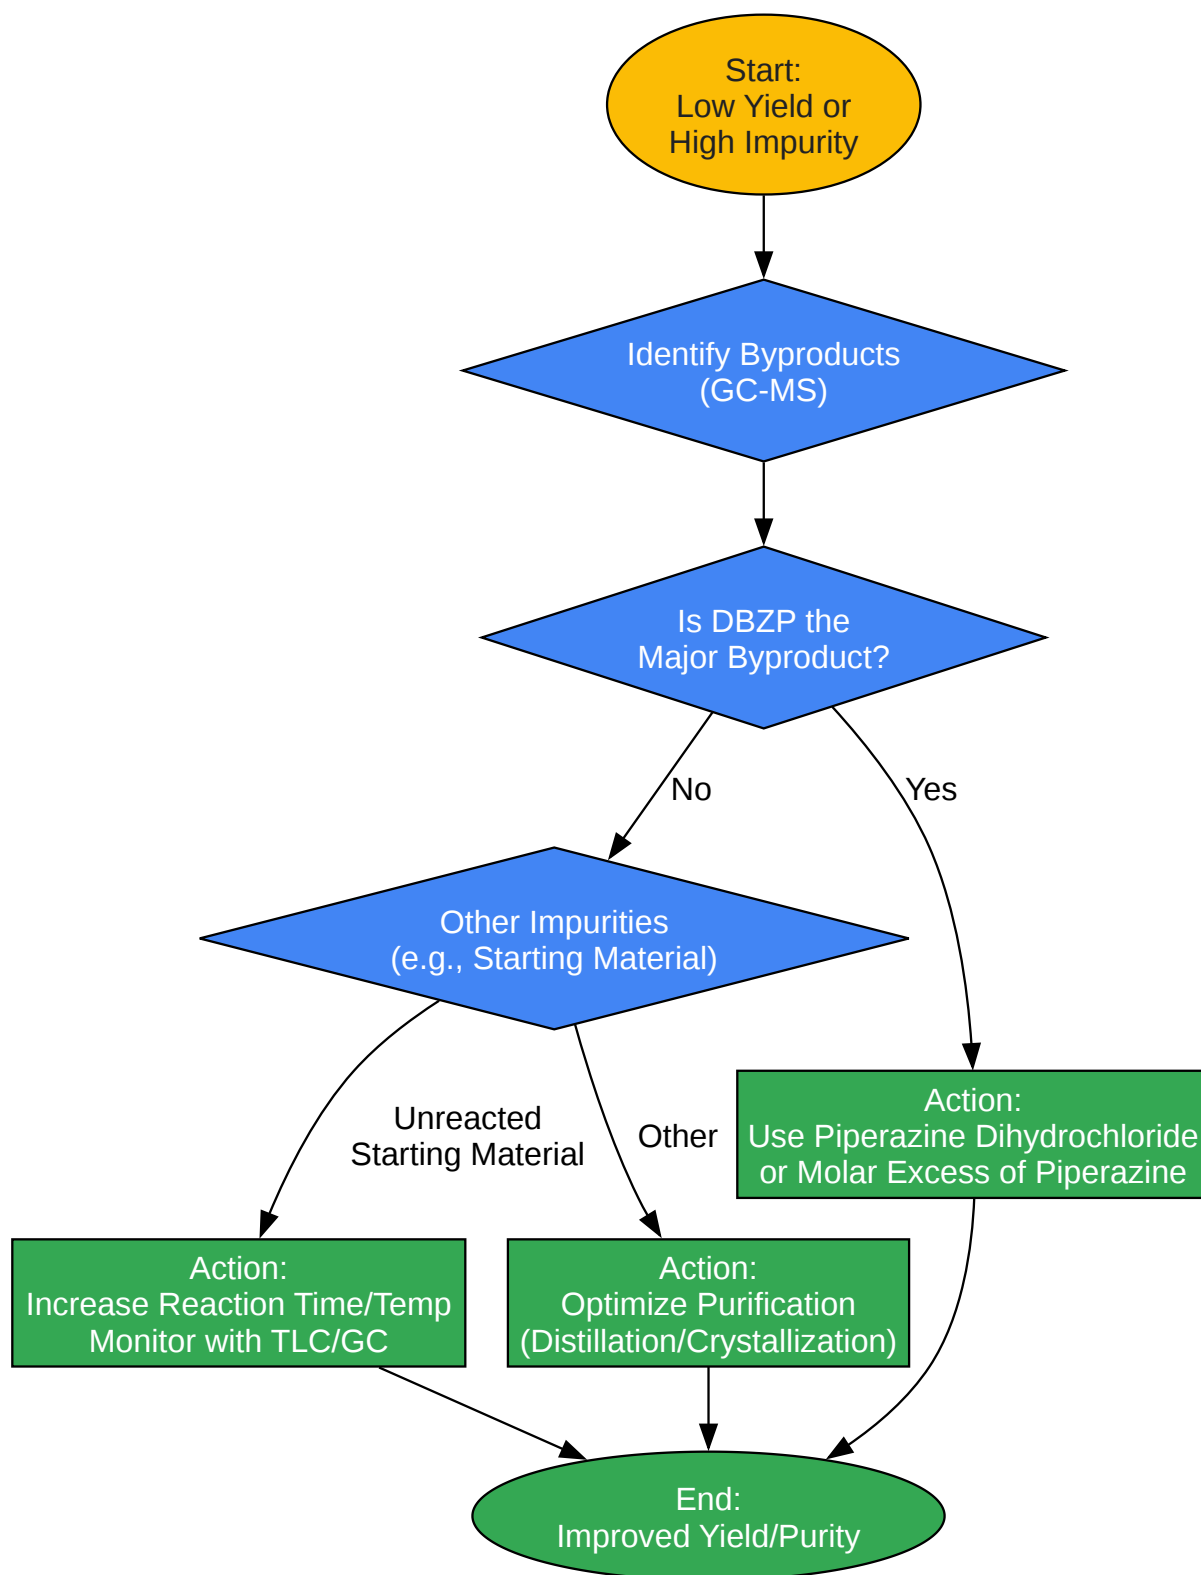 Start:
Low Yield or
High Impurity
Identify Byproducts
(GC-MS)
Is DBZP the
Major Byproduct?
No
Yes
Other Impurities
(e.g., Starting Material)
Unreacted
Starting Material
Other
Action:
Use Piperazine Dihydrochloride
or Molar Excess of Piperazine
Action:
Increase Reaction Time/Temp
Monitor with TLC/GC
Action:
Optimize Purification
(Distillation/Crystallization)
End:
Improved Yield/Purity